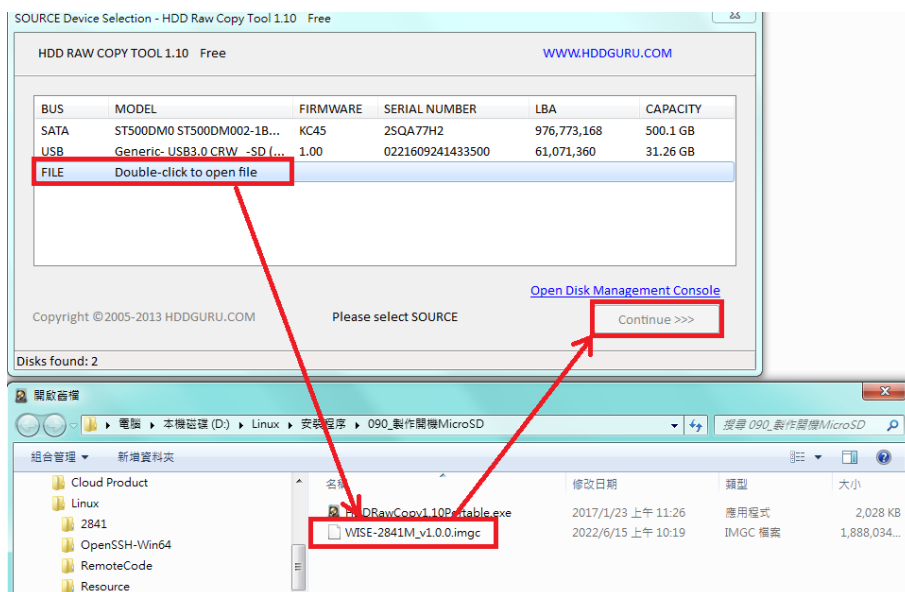 SOURCE Device Selection - HDD Raw Copy Tool 1.10 Free
HDD RAW COPY TOOL 1.10 Free WWW.HDDGURU.COM
BUS MODEL FIRMWARE SERIAL NUMBER LBA CAPACITY
SATA ST500DM0 ST500DM002-1B... KC45 2SQA77H2 976,773,168 500.1 GB
USB Generic- USB3.0 CRW -SD (... 1.00 0221609241433500 61,071,360 31.26 GB
FILE Double-click to open file
Open Disk Management Console
Copyright ©2005-2013 HDDGURU.COM Please select SOURCE Continue >>>
Disks found: 2
開啟舊檔
電腦 本機磁碟 (D:) Linux 安裝程序 090_製作開機MicroSD 搜尋 090_製作開機MicroSD
組合管理 新增資料夾
Cloud Product 名稱 修改日期 類型 大小
Linux
HDDRawCopy1.10Portable.exe 2017/1/23 上午 11:26 應用程式 2,028 KB
2841 WISE-2841M_v1.0.0.imgc 2022/6/15 上午 10:19 IMGC 檔案 1,888,034...
OpenSSH-Win64
RemoteCode
Resource